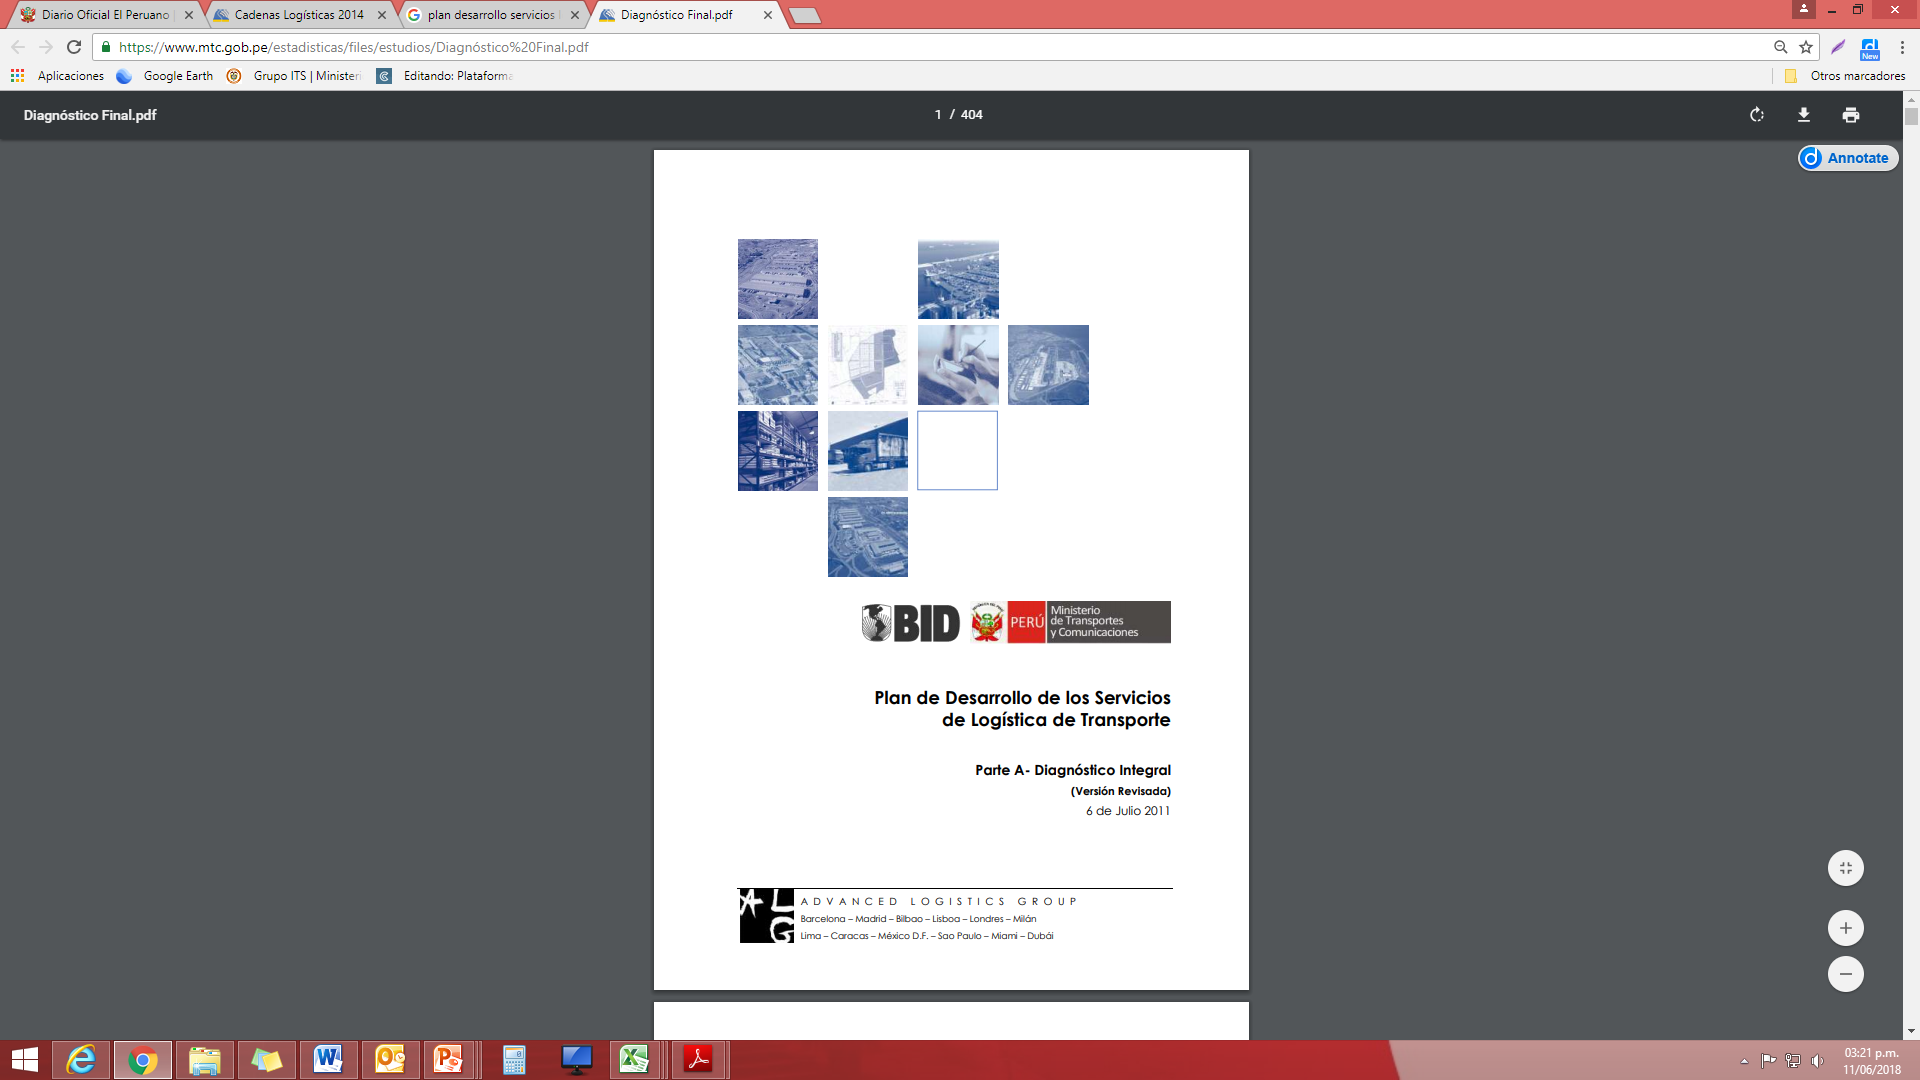 Diario Oficial El Peruano
Cadenas Logísticas 2014
plan desarrollo servicios
Diagnóstico Final.pdf
https://www.mtc.gob.pe/estadisticas/files/estudios/Diagnóstico%20Final.pdf
New
Aplicaciones
Google Earth
Grupo ITS | Ministeri
Editando: Plataforma
Otros marcadores
Diagnóstico Final.pdf
1 / 404
Annotate
BID
PERÚ
Ministerio
de Transportes
y Comunicaciones
Plan de Desarrollo de los Servicios
de Logística de Transporte
Parte A- Diagnóstico Integral
(Versión Revisada)
6 de Julio 2011
ALG
ADVANCED LOGISTICS GROUP
Barcelona – Madrid – Bilbao – Lisboa – Londres – Milán
Lima – Caracas – México D.F. – Sao Paulo – Miami – Dubái
03:21 p.m.
11/06/2018